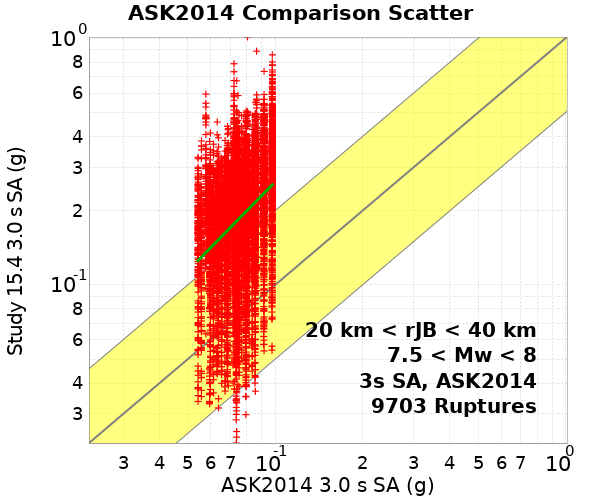 ASK2014 Comparison Scatter
10^0
8
6
4
3
2
10^-1
8
6
4
3
Study 15.4 3.0 s SA (g)
20 km < rJB < 40 km
7.5 < Mw < 8
3s SA, ASK2014
9703 Ruptures
3 4 5 6 7 10^-1 2 3 4 5 6 7 10^0
ASK2014 3.0 s SA (g)